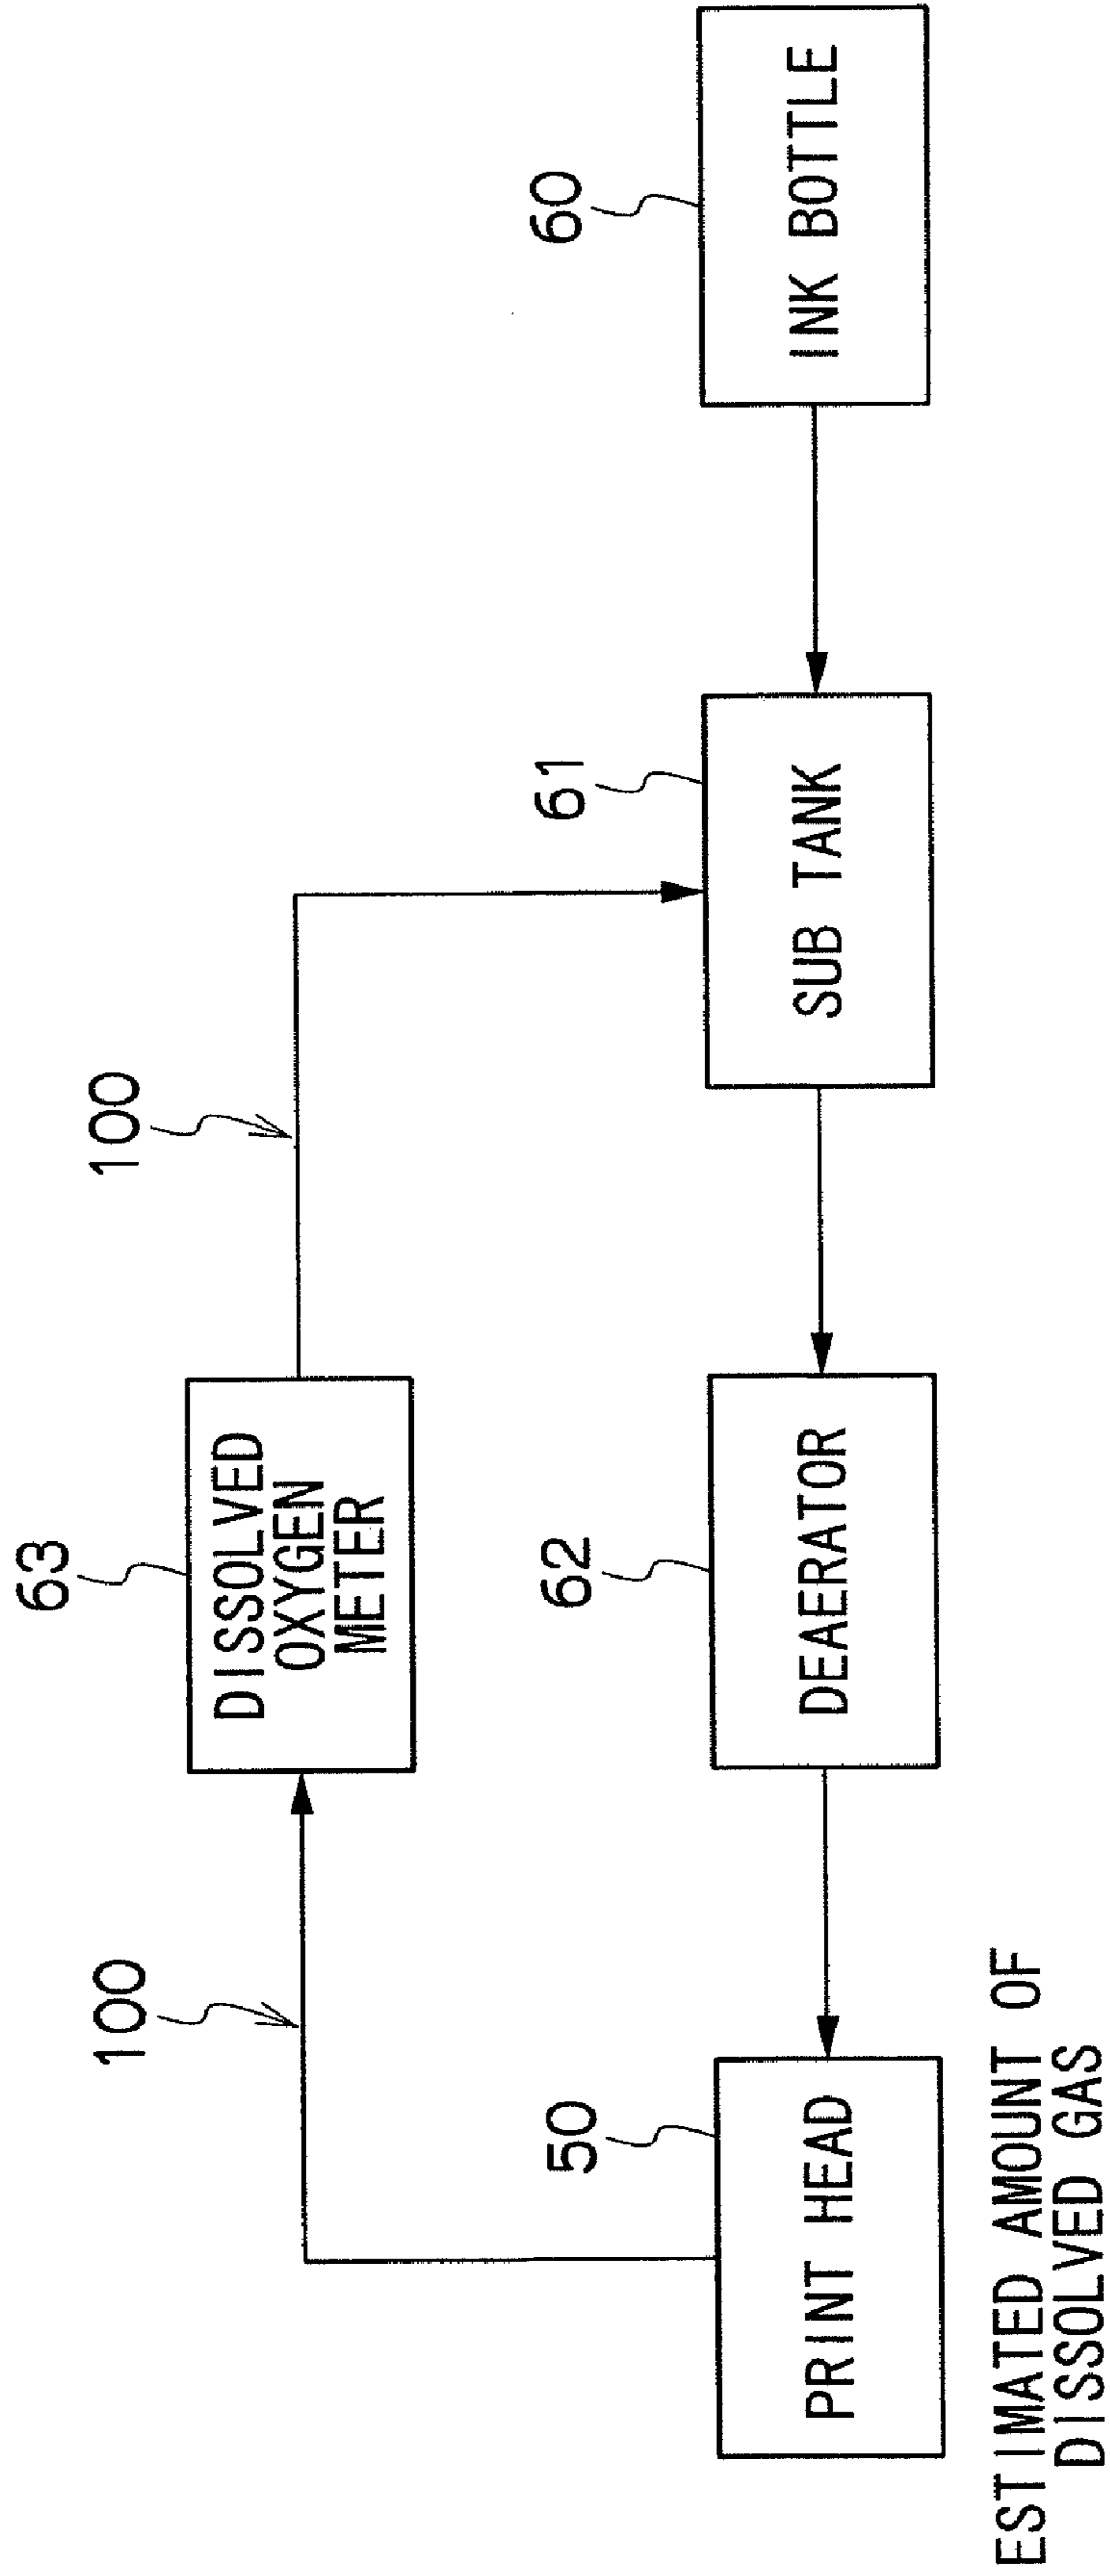 100
63
100
DISSOLVED
OXYGEN
METER
50
62
61
60
PRINT HEAD
DEAERATOR
SUB TANK
INK BOTTLE
ESTIMATED AMOUNT OF
DISSOLVED GAS